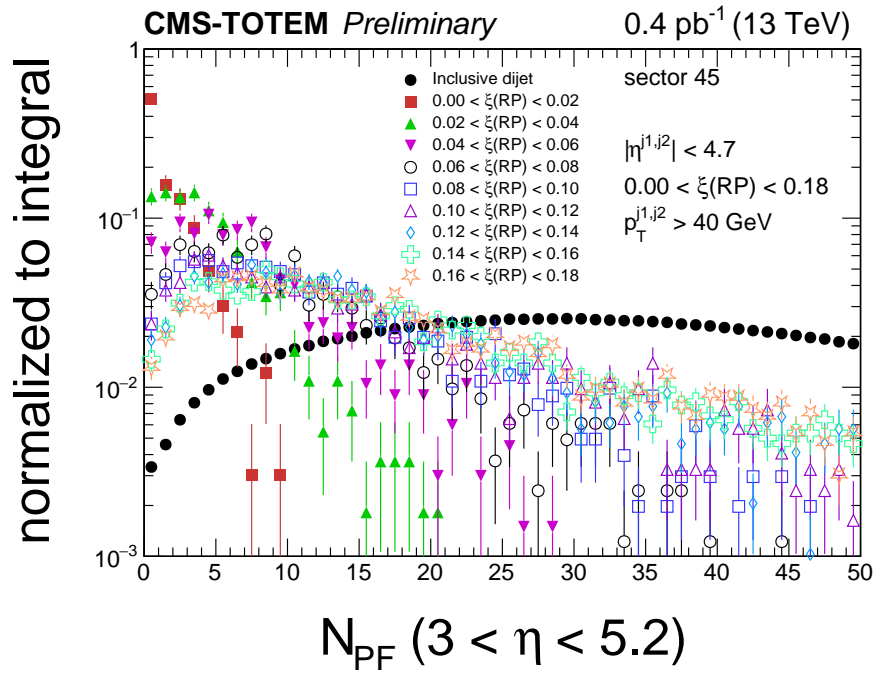 CMS-TOTEM Preliminary 0.4 pb⁻¹ (13 TeV)
normalized to integral
1
10⁻¹
10⁻²
10⁻³
Inclusive dijet
0.00 < ξ(RP) < 0.02
0.02 < ξ(RP) < 0.04
0.04 < ξ(RP) < 0.06
0.06 < ξ(RP) < 0.08
0.08 < ξ(RP) < 0.10
0.10 < ξ(RP) < 0.12
0.12 < ξ(RP) < 0.14
0.14 < ξ(RP) < 0.16
0.16 < ξ(RP) < 0.18
sector 45
|η^{j1,j2}| < 4.7
0.00 < ξ(RP) < 0.18
p_T^{j1,j2} > 40 GeV
0 5 10 15 20 25 30 35 40 45 50
N_{PF} (3 < η < 5.2)